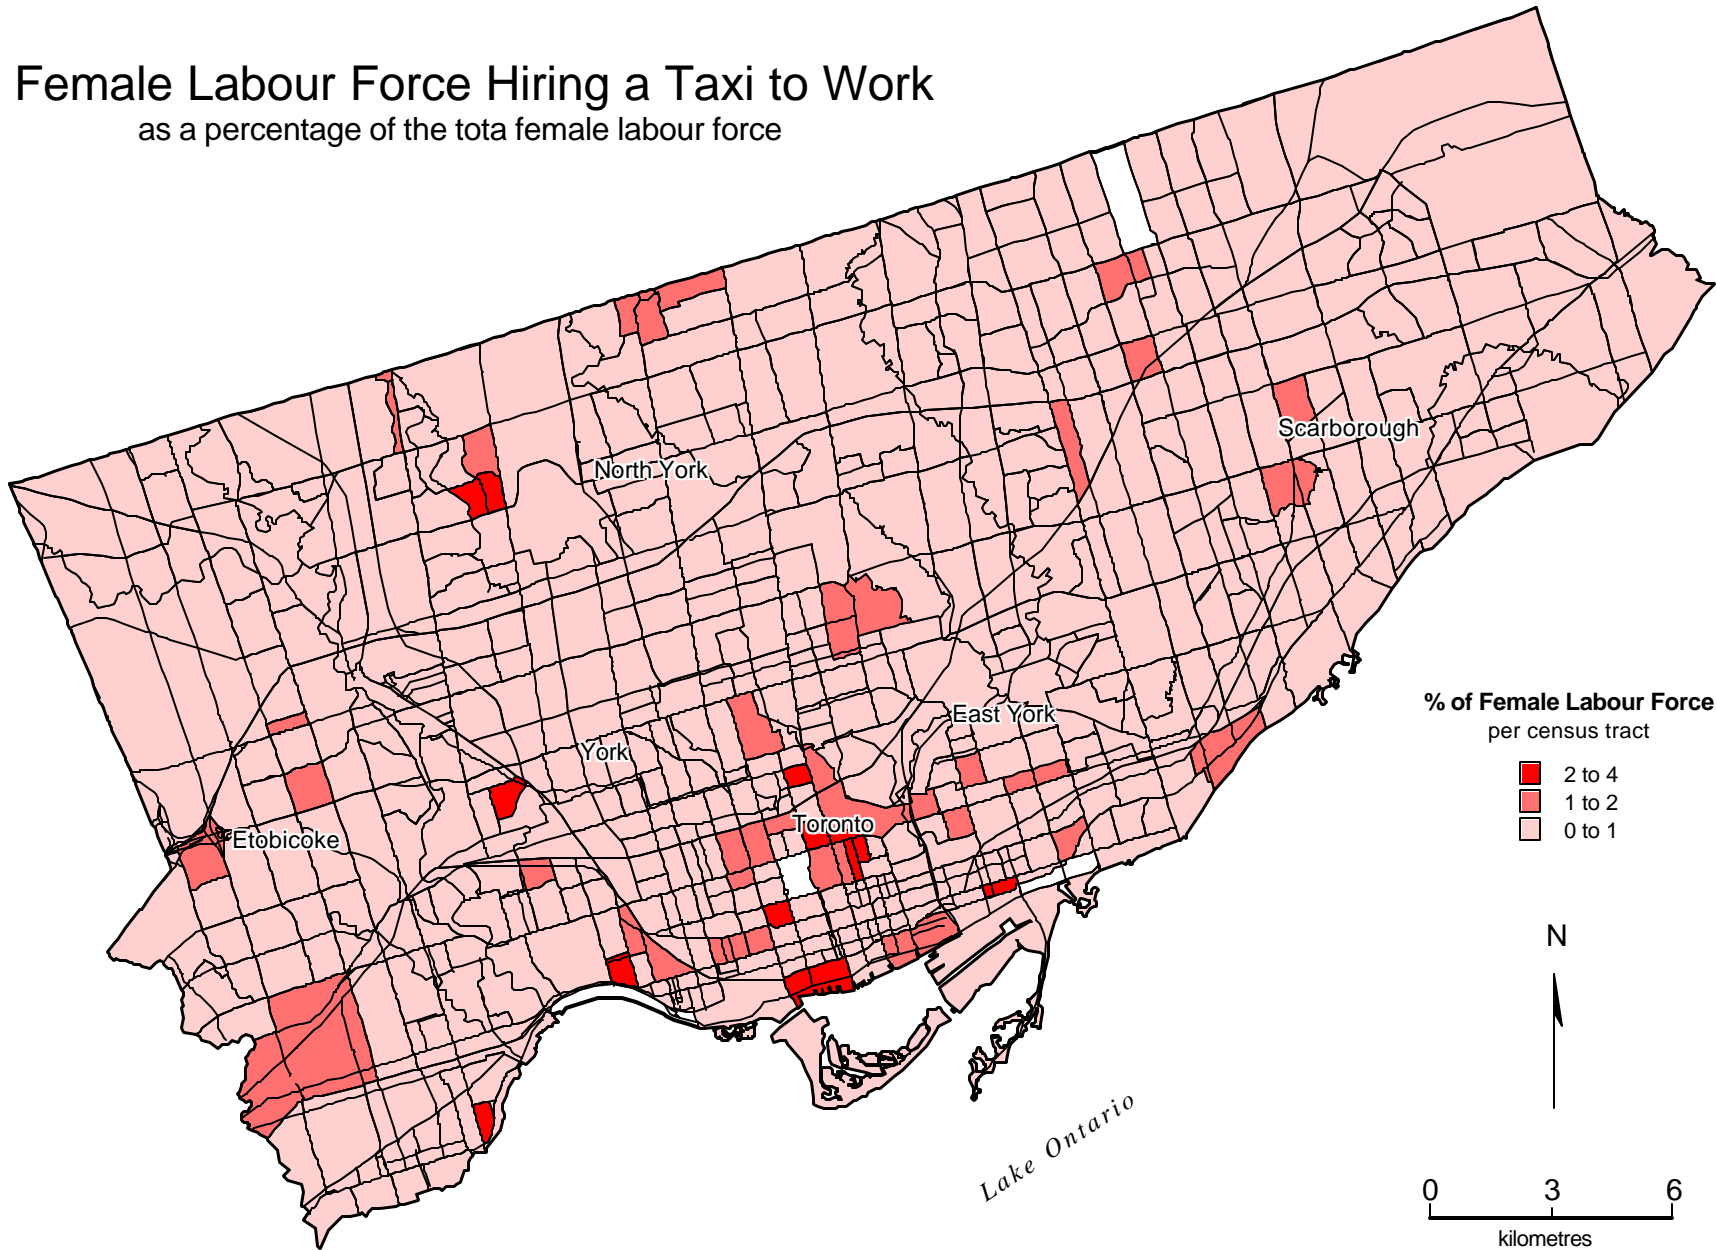 Female Labour Force Hiring a Taxi to Work
as a percentage of the tota female labour force
North York
Scarborough
East York
York
Toronto
Etobicoke
% of Female Labour Force
per census tract
2 to 4
1 to 2
0 to 1
N
Lake Ontario
0 3 6
kilometres